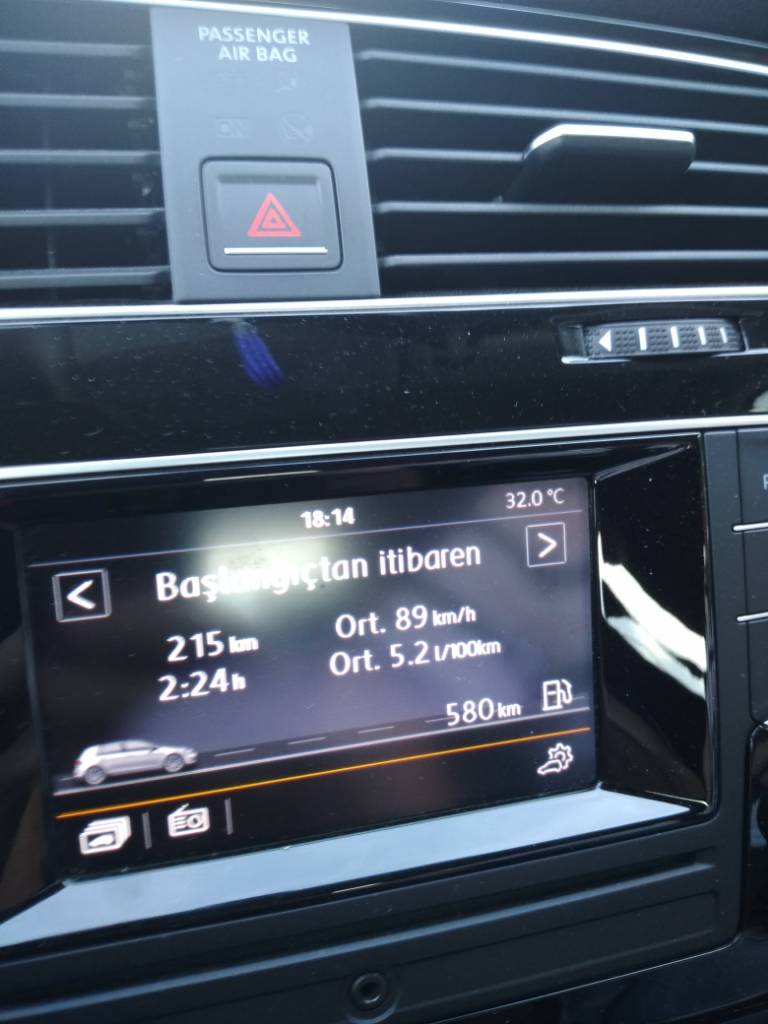 PASSENGER
AIR BAG
ON
18:14
32.0 °C
Başlangıçtan itibaren
215 km
Ort. 89 km/h
2:24 h
Ort. 5.2 l/100km
580 km